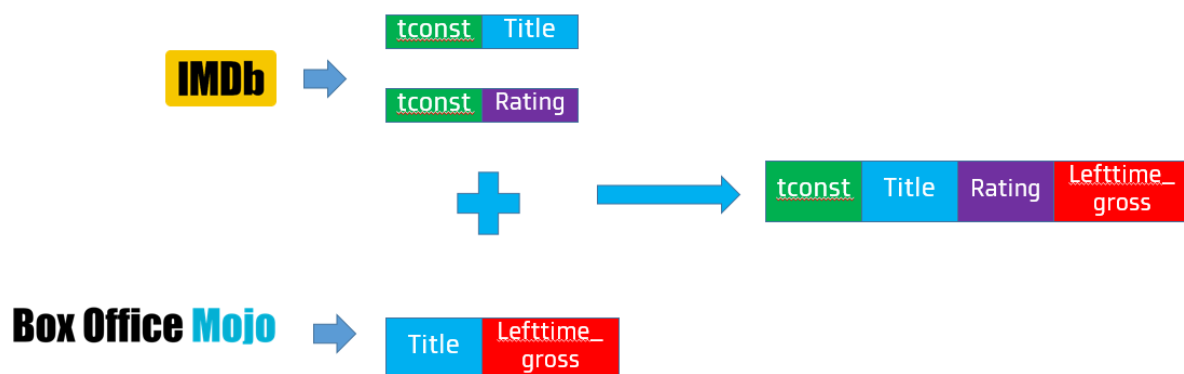 tconst Title
IMDb
tconst Rating
tconst Title Rating Lefttime_
gross
Box Office Mojo
Title Lefttime_
gross